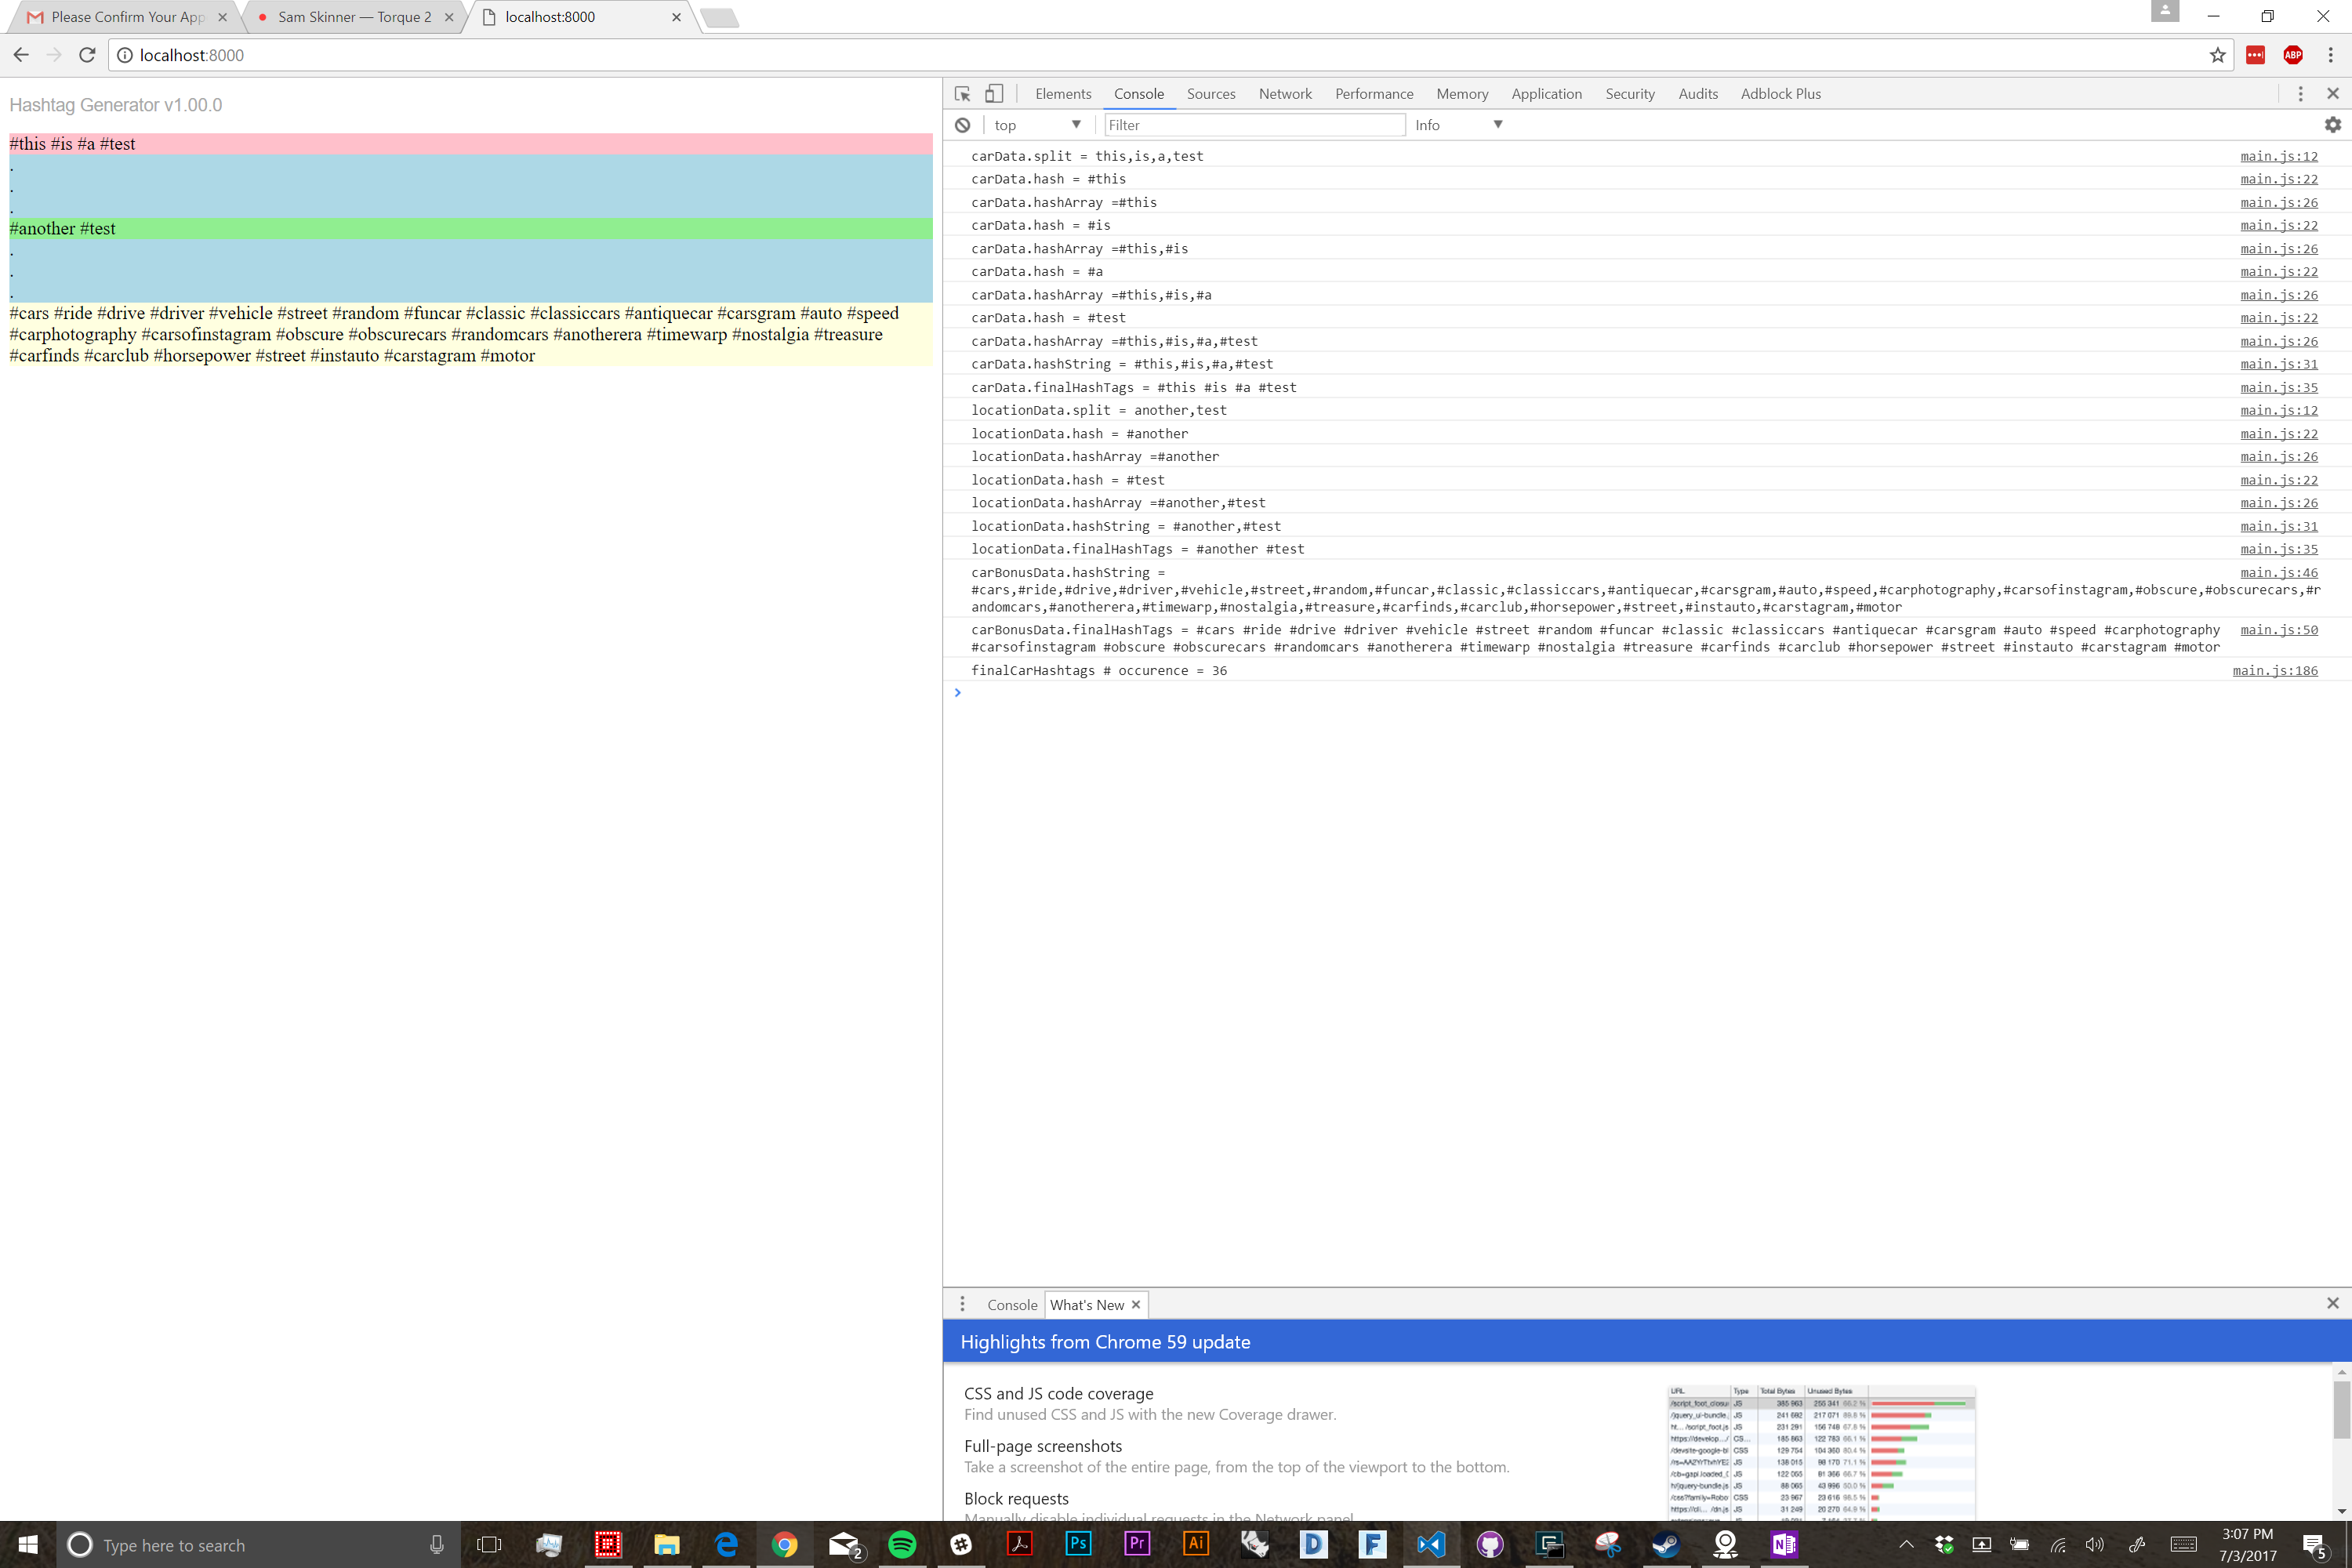 Please Confirm Your App
Sam Skinner — Torque 2
localhost:8000
localhost:8000
Hashtag Generator v1.00.0
#this #is #a #test
.
.
.
#another #test
.
.
.
#cars #ride #drive #driver #vehicle #street #random #funcar #classic #classiccars #antiquecar #carsgram #auto #speed
#carphotography #carsofinstagram #obscure #obscurecars #randomcars #anotherera #timewarp #nostalgia #treasure
#carfinds #carclub #horsepower #street #instauto #carstagram #motor
Elements Console Sources Network Performance Memory Application Security Audits Adblock Plus
top Filter Info
carData.split = this,is,a,test main.js:12
carData.hash = #this main.js:22
carData.hashArray =#this main.js:26
carData.hash = #is main.js:22
carData.hashArray =#this,#is main.js:26
carData.hash = #a main.js:22
carData.hashArray =#this,#is,#a main.js:26
carData.hash = #test main.js:22
carData.hashArray =#this,#is,#a,#test main.js:26
carData.hashString = #this,#is,#a,#test main.js:31
carData.finalHashTags = #this #is #a #test main.js:35
locationData.split = another,test main.js:12
locationData.hash = #another main.js:22
locationData.hashArray =#another main.js:26
locationData.hash = #test main.js:22
locationData.hashArray =#another,#test main.js:26
locationData.hashString = #another,#test main.js:31
locationData.finalHashTags = #another #test main.js:35
carBonusData.hashString = main.js:46
#cars,#ride,#drive,#driver,#vehicle,#street,#random,#funcar,#classic,#classiccars,#antiquecar,#carsgram,#auto,#speed,#carphotography,#carsofinstagram,#obscure,#obscurecars,#r
andomcars,#anotherera,#timewarp,#nostalgia,#treasure,#carfinds,#carclub,#horsepower,#street,#instauto,#carstagram,#motor
carBonusData.finalHashTags = #cars #ride #drive #driver #vehicle #street #random #funcar #classic #classiccars #antiquecar #carsgram #auto #speed #carphotography main.js:50
#carsofinstagram #obscure #obscurecars #randomcars #anotherera #timewarp #nostalgia #treasure #carfinds #carclub #horsepower #street #instauto #carstagram #motor
finalCarHashtags # occurence = 36 main.js:186
Console What's New
Highlights from Chrome 59 update
CSS and JS code coverage
Find unused CSS and JS with the new Coverage drawer.
Full-page screenshots
Take a screenshot of the entire page, from the top of the viewport to the bottom.
Block requests
Manually disable individual requests in the Network panel.
URL Type Total Bytes Unused Bytes
Type here to search
3:07 PM
7/3/2017